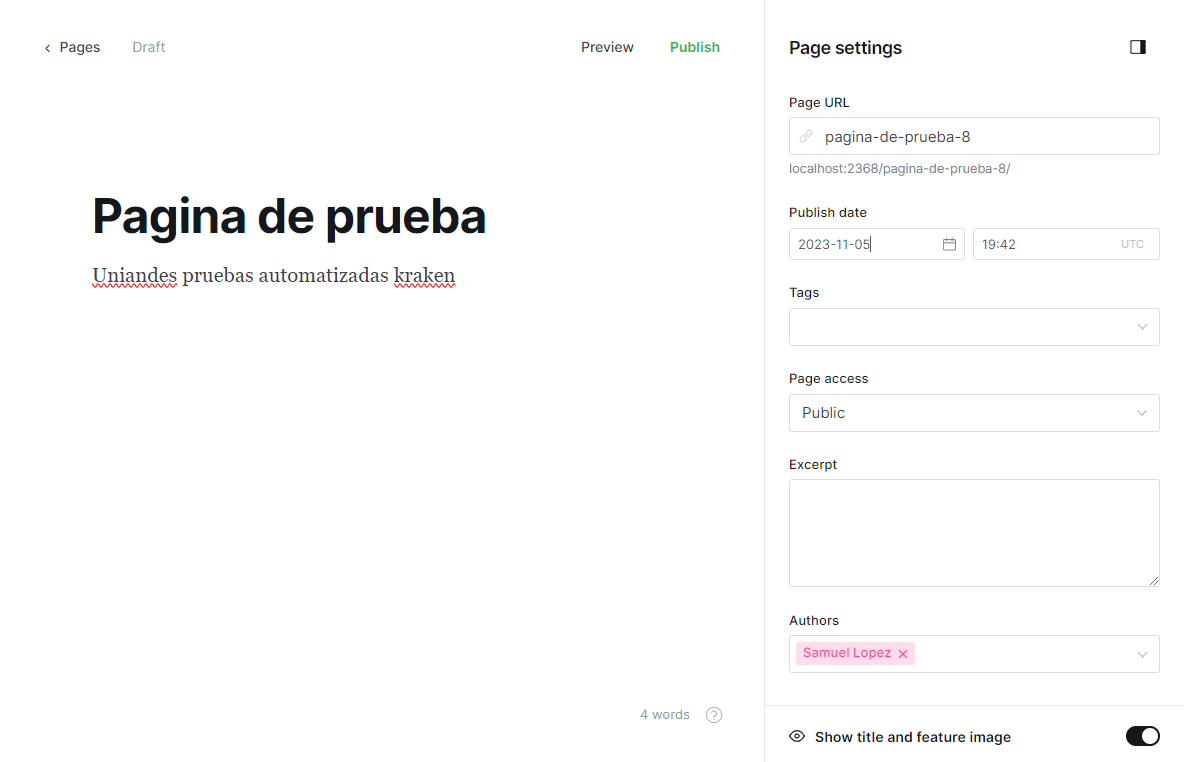 Pages
Draft
Preview
Publish
Pagina de prueba
Uniandes pruebas automatizadas kraken
4 words
?
Page settings
Page URL
pagina-de-prueba-8
localhost:2368/pagina-de-prueba-8/
Publish date
2023-11-05
19:42
UTC
Tags
Page access
Public
Excerpt
Authors
Samuel Lopez
Show title and feature image